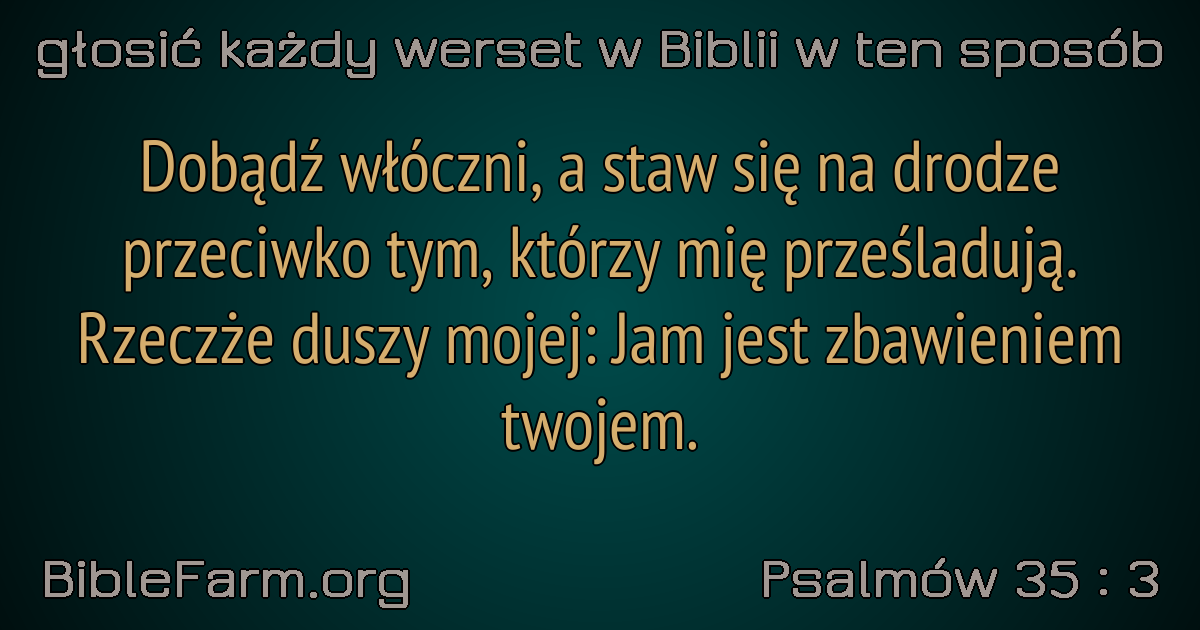 głosić każdy werset w Biblii w ten sposób
Dobądź włóczni, a staw się na drodze
przeciwko tym, którzy mię prześladują.
Rzeczże duszy mojej: Jam jest zbawieniem
twojem.
BibleFarm.org
Psalmów 35 : 3